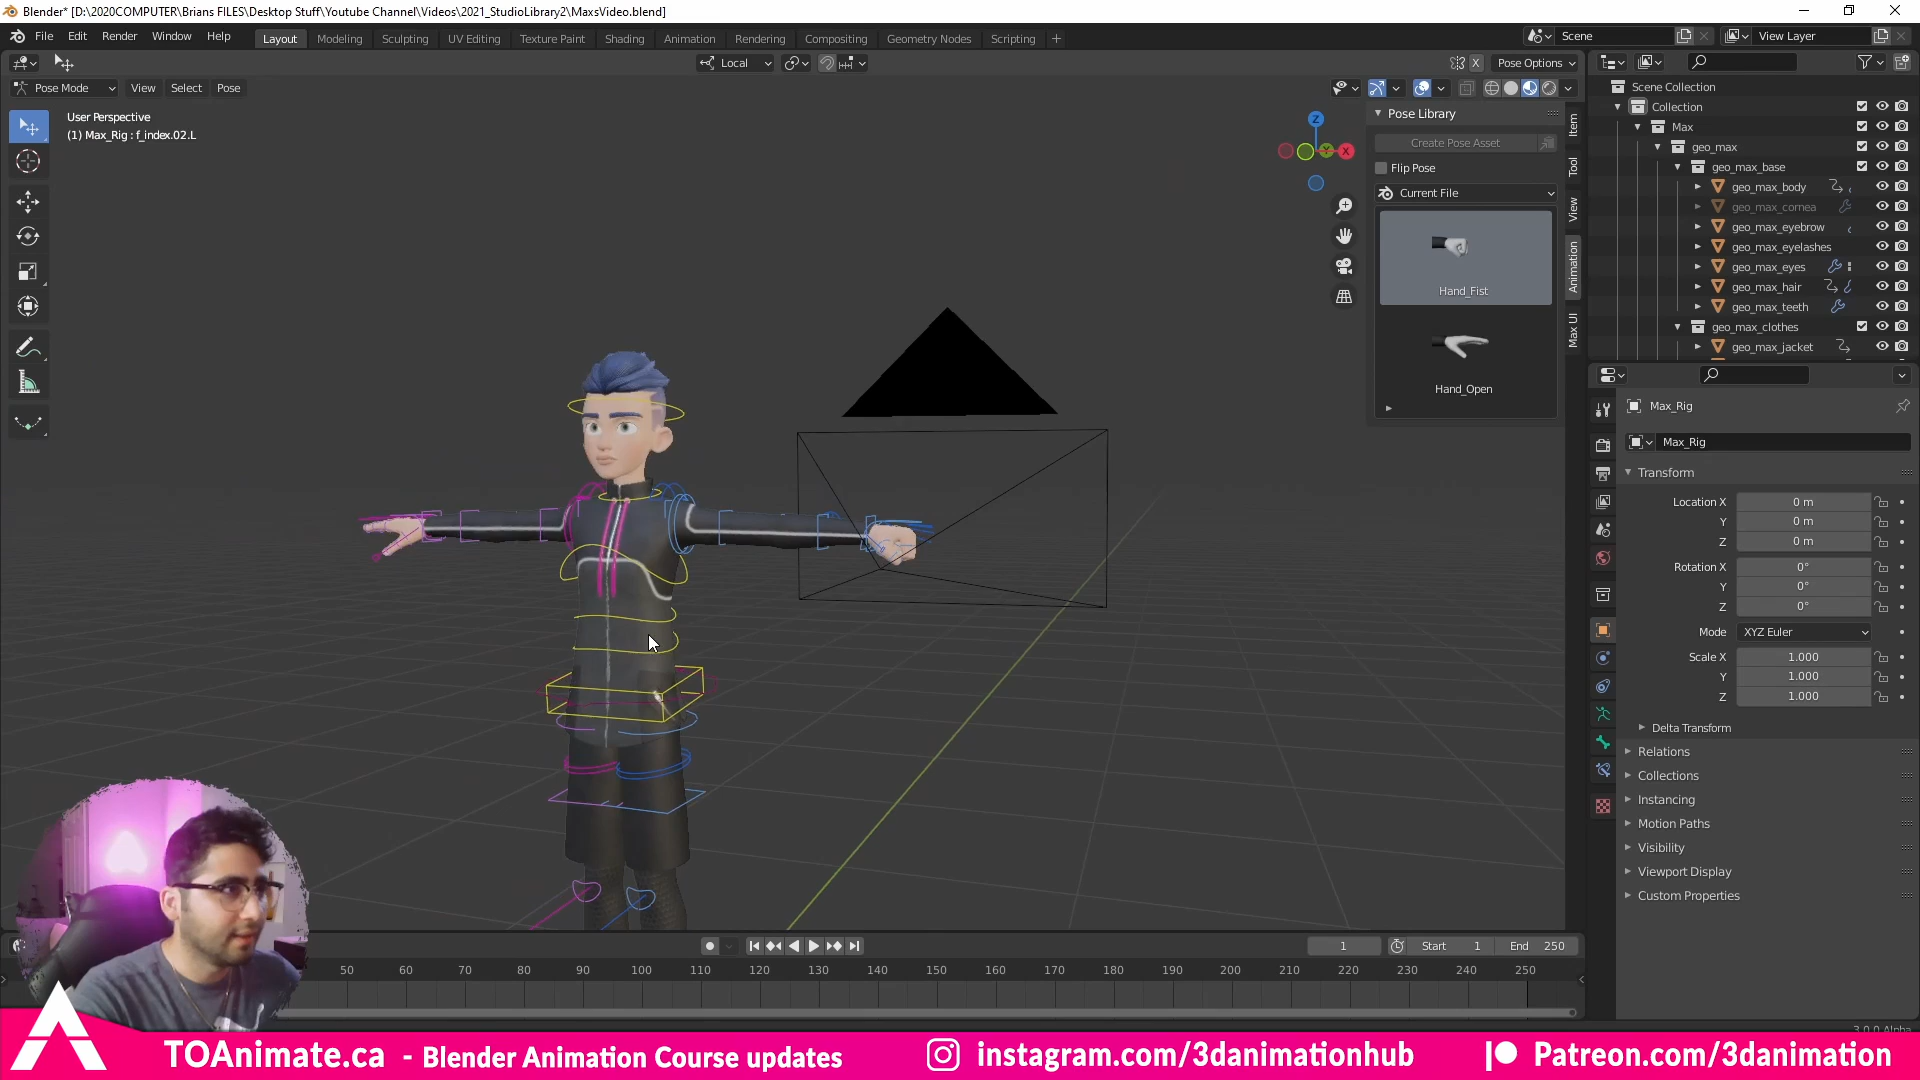 Blender* [D:\2020COMPUTER\Brians FILES\Desktop Stuff\Youtube Channel\Videos\2021_StudioLibrary2\MaxsVideo.blend]
File Edit Render Window Help Layout Modeling Sculpting UV Editing Texture Paint Shading Animation Rendering Compositing Geometry Nodes Scripting + Scene View Layer
Local X Pose Options
Pose Mode View Select Pose
User Perspective
(1) Max_Rig : f_index.02.L
Z
Y
X
Pose Library
Create Pose Asset
Flip Pose
Current File
Hand_Fist
Hand_Open
Item
Tool
View
Animation
Max UI
Scene Collection
Collection
Max
geo_max
geo_max_base
geo_max_body
geo_max_cornea
geo_max_eyebrow
geo_max_eyelashes
geo_max_eyes
geo_max_hair
geo_max_teeth
geo_max_clothes
geo_max_jacket
Max_Rig
Max_Rig
Transform
Location X 0 m
Y 0 m
Z 0 m
Rotation X 0°
Y 0°
Z 0°
Mode XYZ Euler
Scale X 1.000
Y 1.000
Z 1.000
Delta Transform
Relations
Collections
Instancing
Motion Paths
Visibility
Viewport Display
Custom Properties
1 Start 1 End 250
50 60 70 80 90 100 110 120 130 140 150 160 170 180 190 200 210 220 230 240 250
3.0.0 Alpha
TOAnimate.ca - Blender Animation Course updates instagram.com/3danimationhub Patreon.com/3danimation